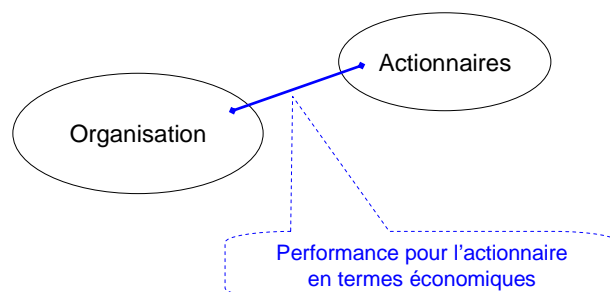 Actionnaires
Organisation
Performance pour l'actionnaire
en termes économiques